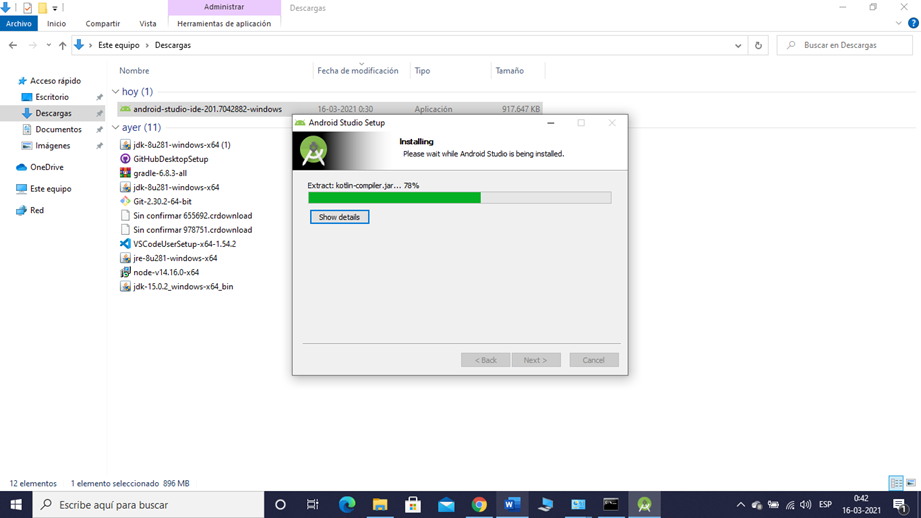 Administrar
Descargas
Archivo
Inicio
Compartir
Vista
Herramientas de aplicación
Este equipo
Descargas
Buscar en Descargas
Nombre
Fecha de modificación
Tipo
Tamaño
Acceso rápido
Escritorio
Descargas
Documentos
Imágenes
OneDrive
Este equipo
Red
hoy (1)
android-studio-ide-201.7042882-windows 16-03-2021 0:30 Aplicación 917.647 KB
ayer (11)
jdk-8u281-windows-x64 (1)
GitHubDesktopSetup
gradle-6.8.3-all
jdk-8u281-windows-x64
Git-2.30.2-64-bit
Sin confirmar 655692.crdownload
Sin confirmar 978751.crdownload
VSCodeUserSetup-x64-1.54.2
jre-8u281-windows-x64
node-v14.16.0-x64
jdk-15.0.2_windows-x64_bin
Android Studio Setup
Installing
Please wait while Android Studio is being installed.
Extract: kotlin-compiler.jar... 78%
Show details
< Back
Next >
Cancel
12 elementos
1 elemento seleccionado 896 MB
Escribe aquí para buscar
ESP
0:42
16-03-2021
1